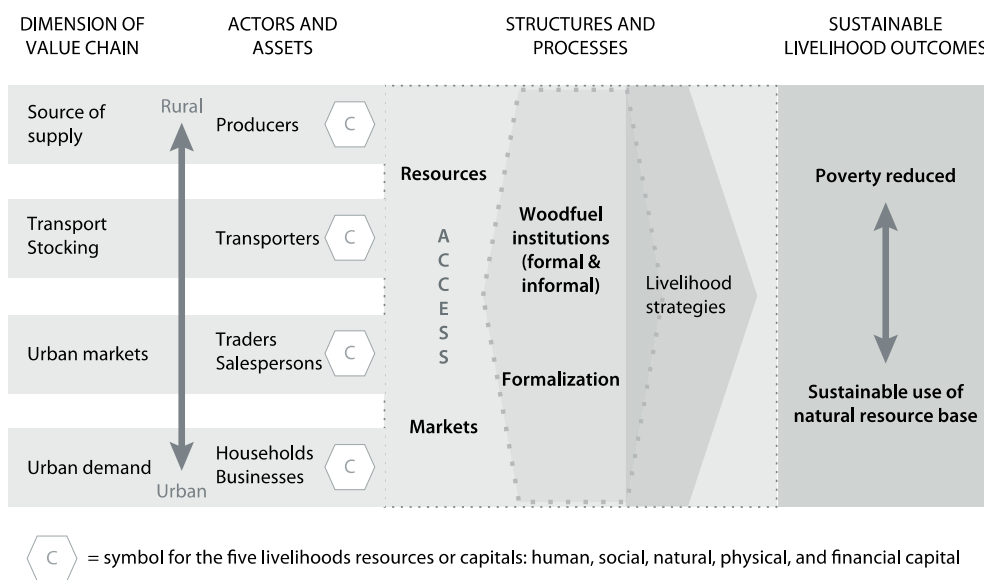 DIMENSION OF
VALUE CHAIN
ACTORS AND
ASSETS
STRUCTURES AND
PROCESSES
SUSTAINABLE
LIVELIHOOD OUTCOMES
Source of
supply
Rural
Producers
C
Transport
Stocking
Transporters
C
Urban markets
Traders
Salespersons
C
Urban demand
Urban
Households
Businesses
C
Resources
A
C
C
E
S
S
Markets
Woodfuel
institutions
(formal &
informal)
Formalization
Livelihood
strategies
Poverty reduced
Sustainable use of
natural resource base
C = symbol for the five livelihoods resources or capitals: human, social, natural, physical, and financial capital